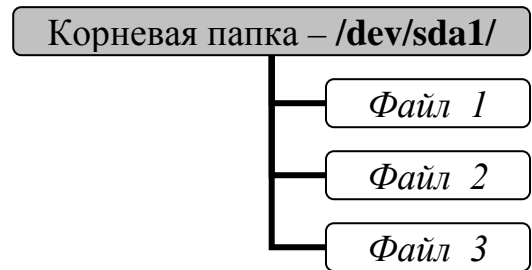 Корневая папка – /dev/sda1/
Файл 1
Файл 2
Файл 3